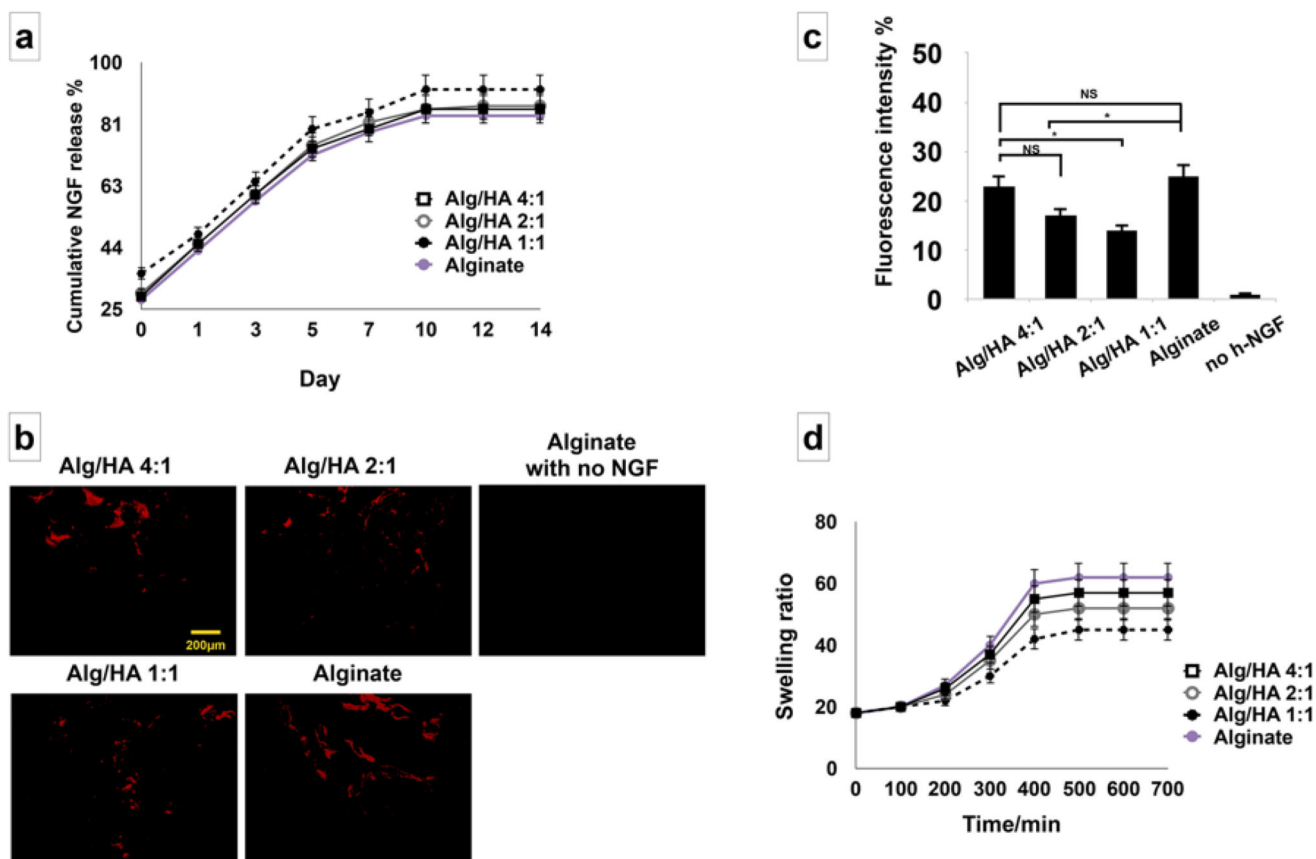 a
Cumulative NGF release %
100
81
63
44
25
0 1 3 5 7 10 12 14
Day
Alg/HA 4:1
Alg/HA 2:1
Alg/HA 1:1
Alginate
c
Fluorescence intensity %
50
40
30
20
10
0
NS
*
*
NS
Alg/HA 4:1
Alg/HA 2:1
Alg/HA 1:1
Alginate
no h-NGF
b
Alg/HA 4:1
Alg/HA 2:1
Alginate
with no NGF
200µm
Alg/HA 1:1
Alginate
d
Swelling ratio
80
60
40
20
0
0 100 200 300 400 500 600 700
Time/min
Alg/HA 4:1
Alg/HA 2:1
Alg/HA 1:1
Alginate